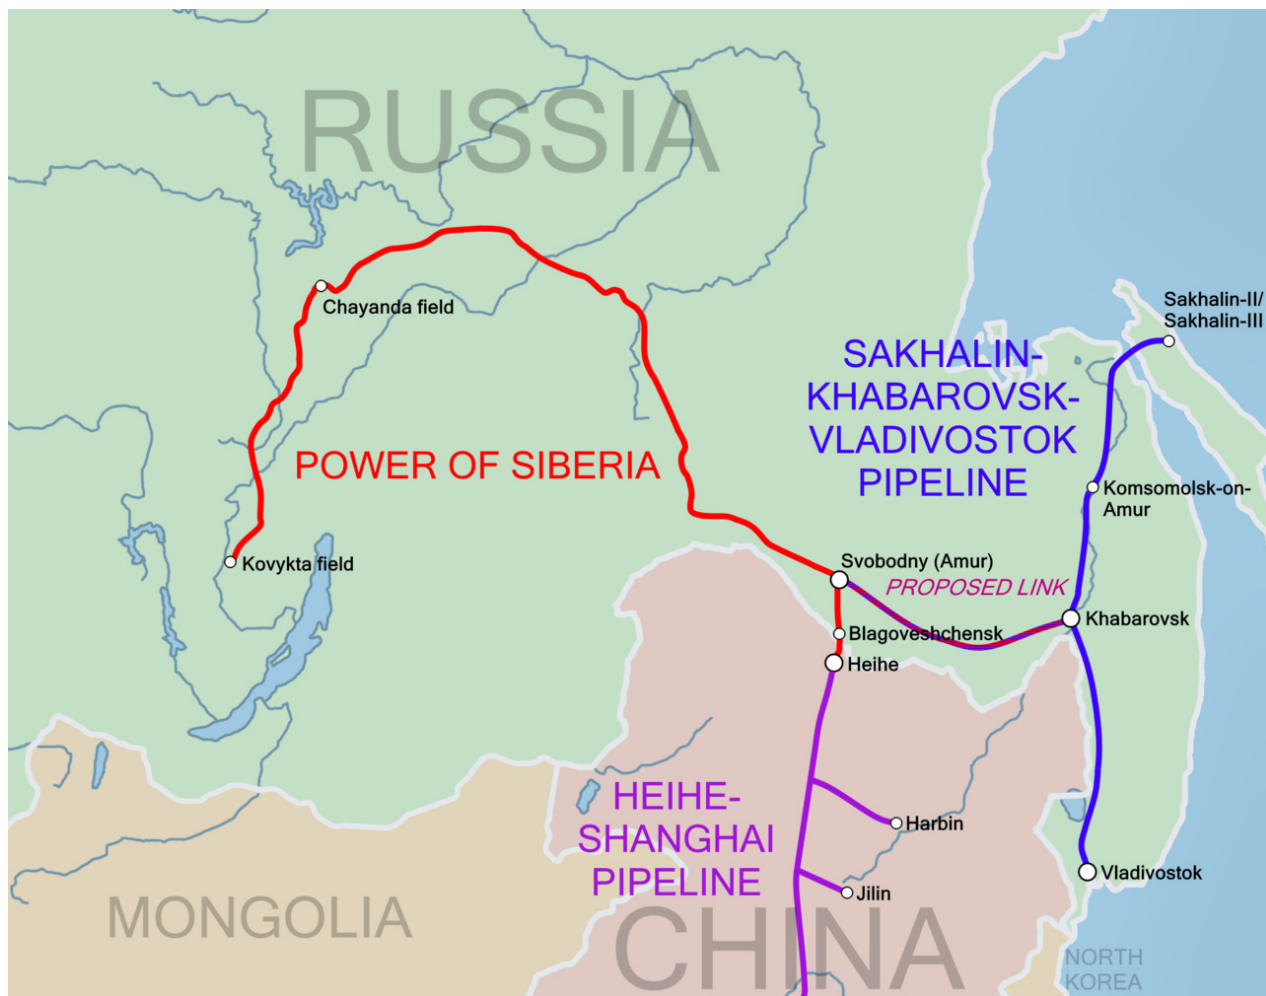 RUSSIA
Chayanda field
Sakhalin-II/
Sakhalin-III
SAKHALIN-
KHABAROVSK-
VLADIVOSTOK
PIPELINE
POWER OF SIBERIA
Komsomolsk-on-
Amur
Kovykta field
Svobodny (Amur)
PROPOSED LINK
Khabarovsk
Blagoveshchensk
Heihe
HEIHE-
SHANGHAI
PIPELINE
Harbin
Vladivostok
Jilin
MONGOLIA
CHINA
NORTH
KOREA